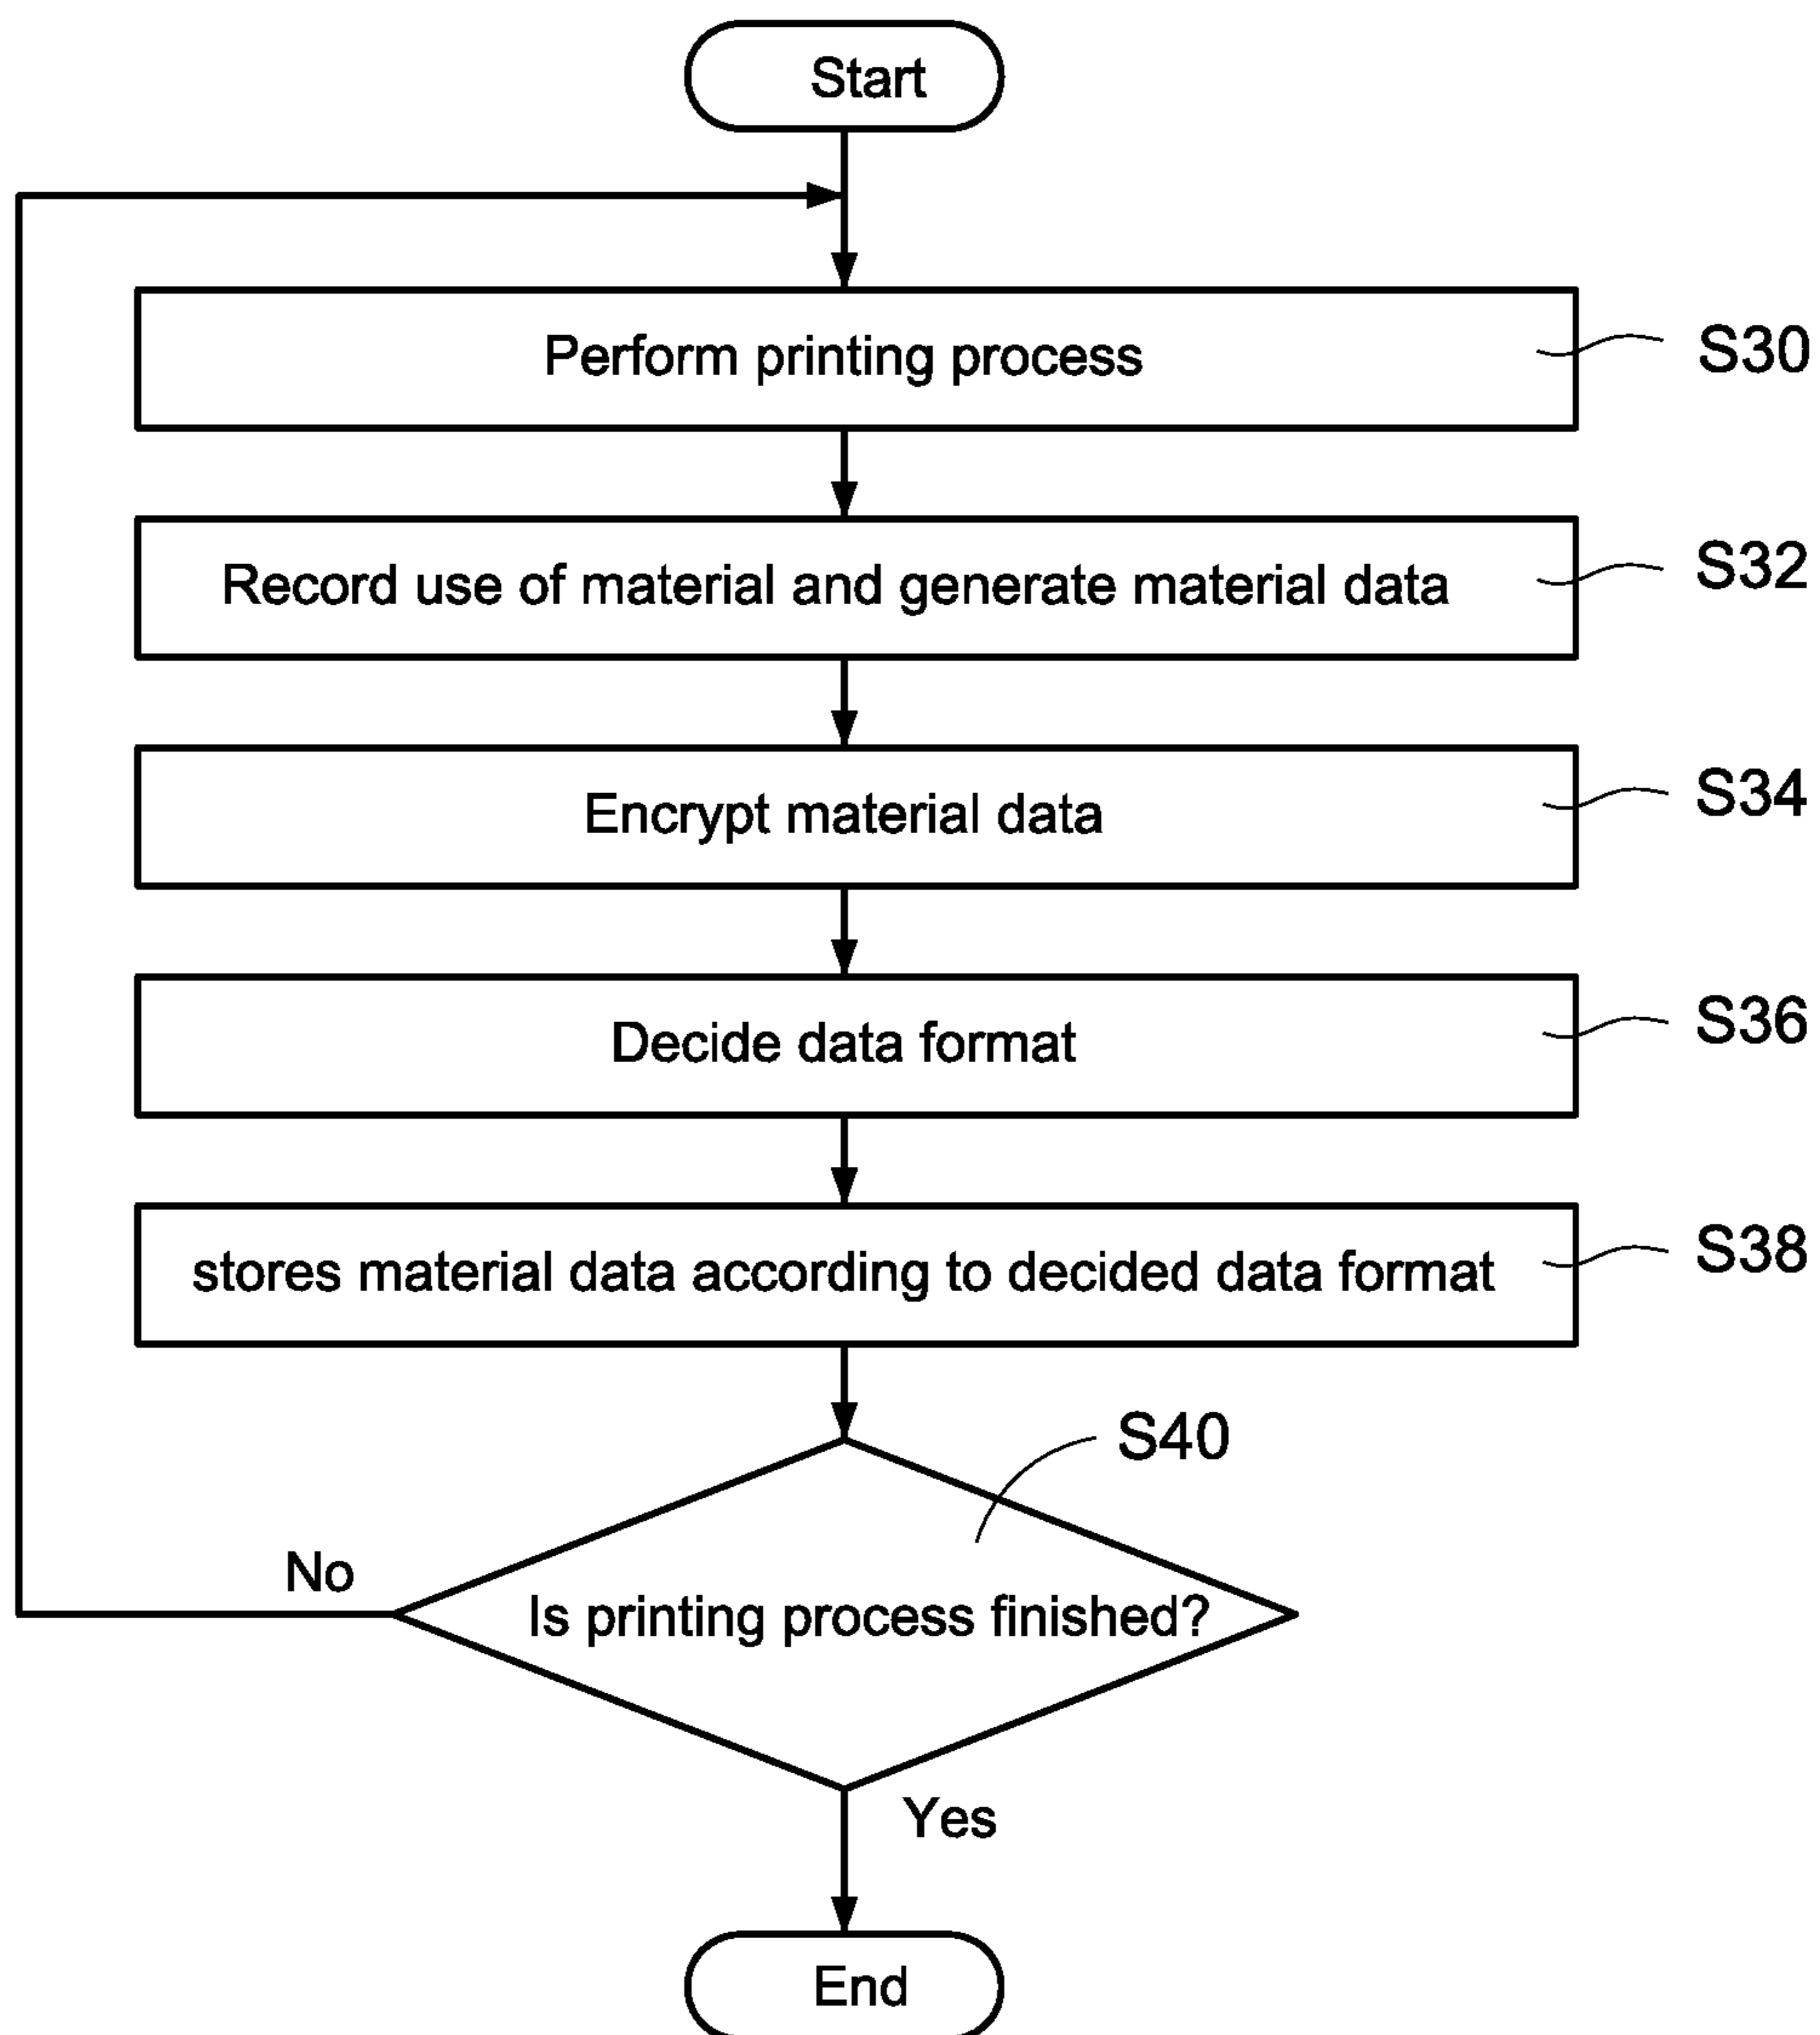 Start
Perform printing process
S30
Record use of material and generate material data
S32
Encrypt material data
S34
Decide data format
S36
stores material data according to decided data format
S38
S40
No
Is printing process finished?
Yes
End